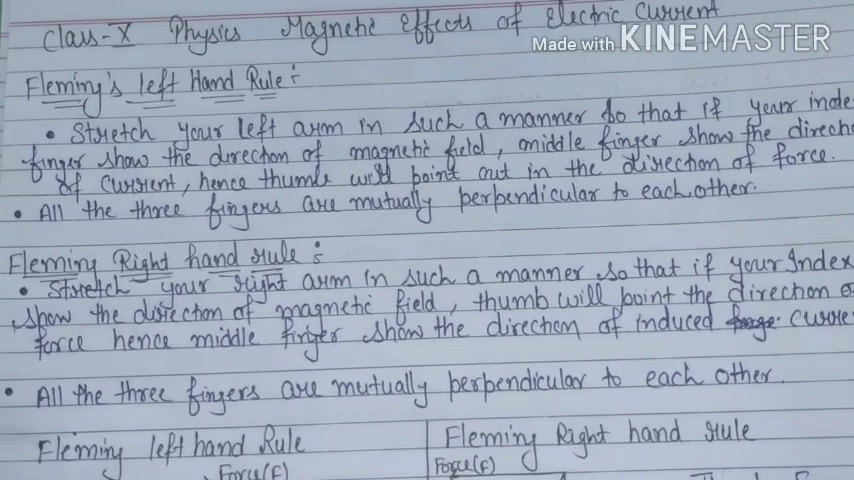 Class-X Physics Magnetic Effects of Electric Current
Made with KINEMASTER
Fleming's left Hand Rule :
• Stretch your left arm in such a manner so that if your inde
finger show the direction of magnetic field, middle finger show the direch
of current, hence thumb will point out in the direction of force.
• All the three fingers are mutually perpendicular to each other.
Fleming Right hand rule :
• Stretch your right arm in such a manner so that if your Index
show the direction of magnetic field, thumb will point the direction o
force hence middle finger show the direction of induced curre
• All the three fingers are mutually perpendicular to each other.
Fleming left hand Rule
Fleming Right hand rule
Force(F)
Force(F)